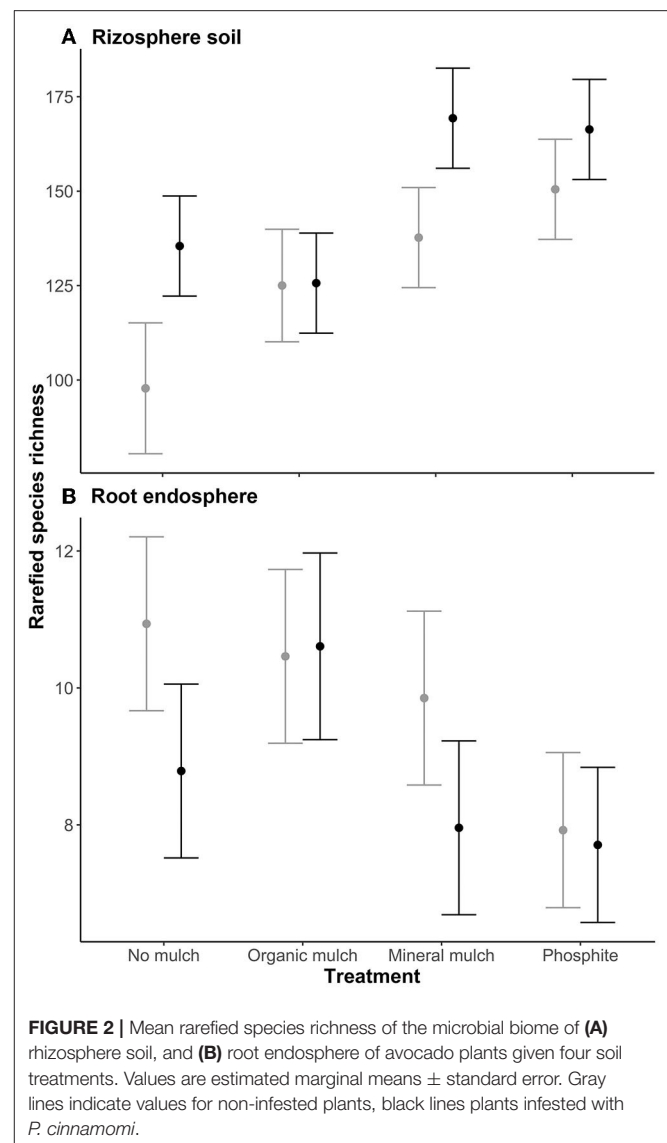 A Rizosphere soil
175
150
125
100
Rarefied species richness
B Root endosphere
12
10
8
No mulch Organic mulch Mineral mulch Phosphite
Treatment
FIGURE 2 | Mean rarefied species richness of the microbial biome of (A)
rhizosphere soil, and (B) root endosphere of avocado plants given four soil
treatments. Values are estimated marginal means ± standard error. Gray
lines indicate values for non-infested plants, black lines plants infested with
P. cinnamomi.